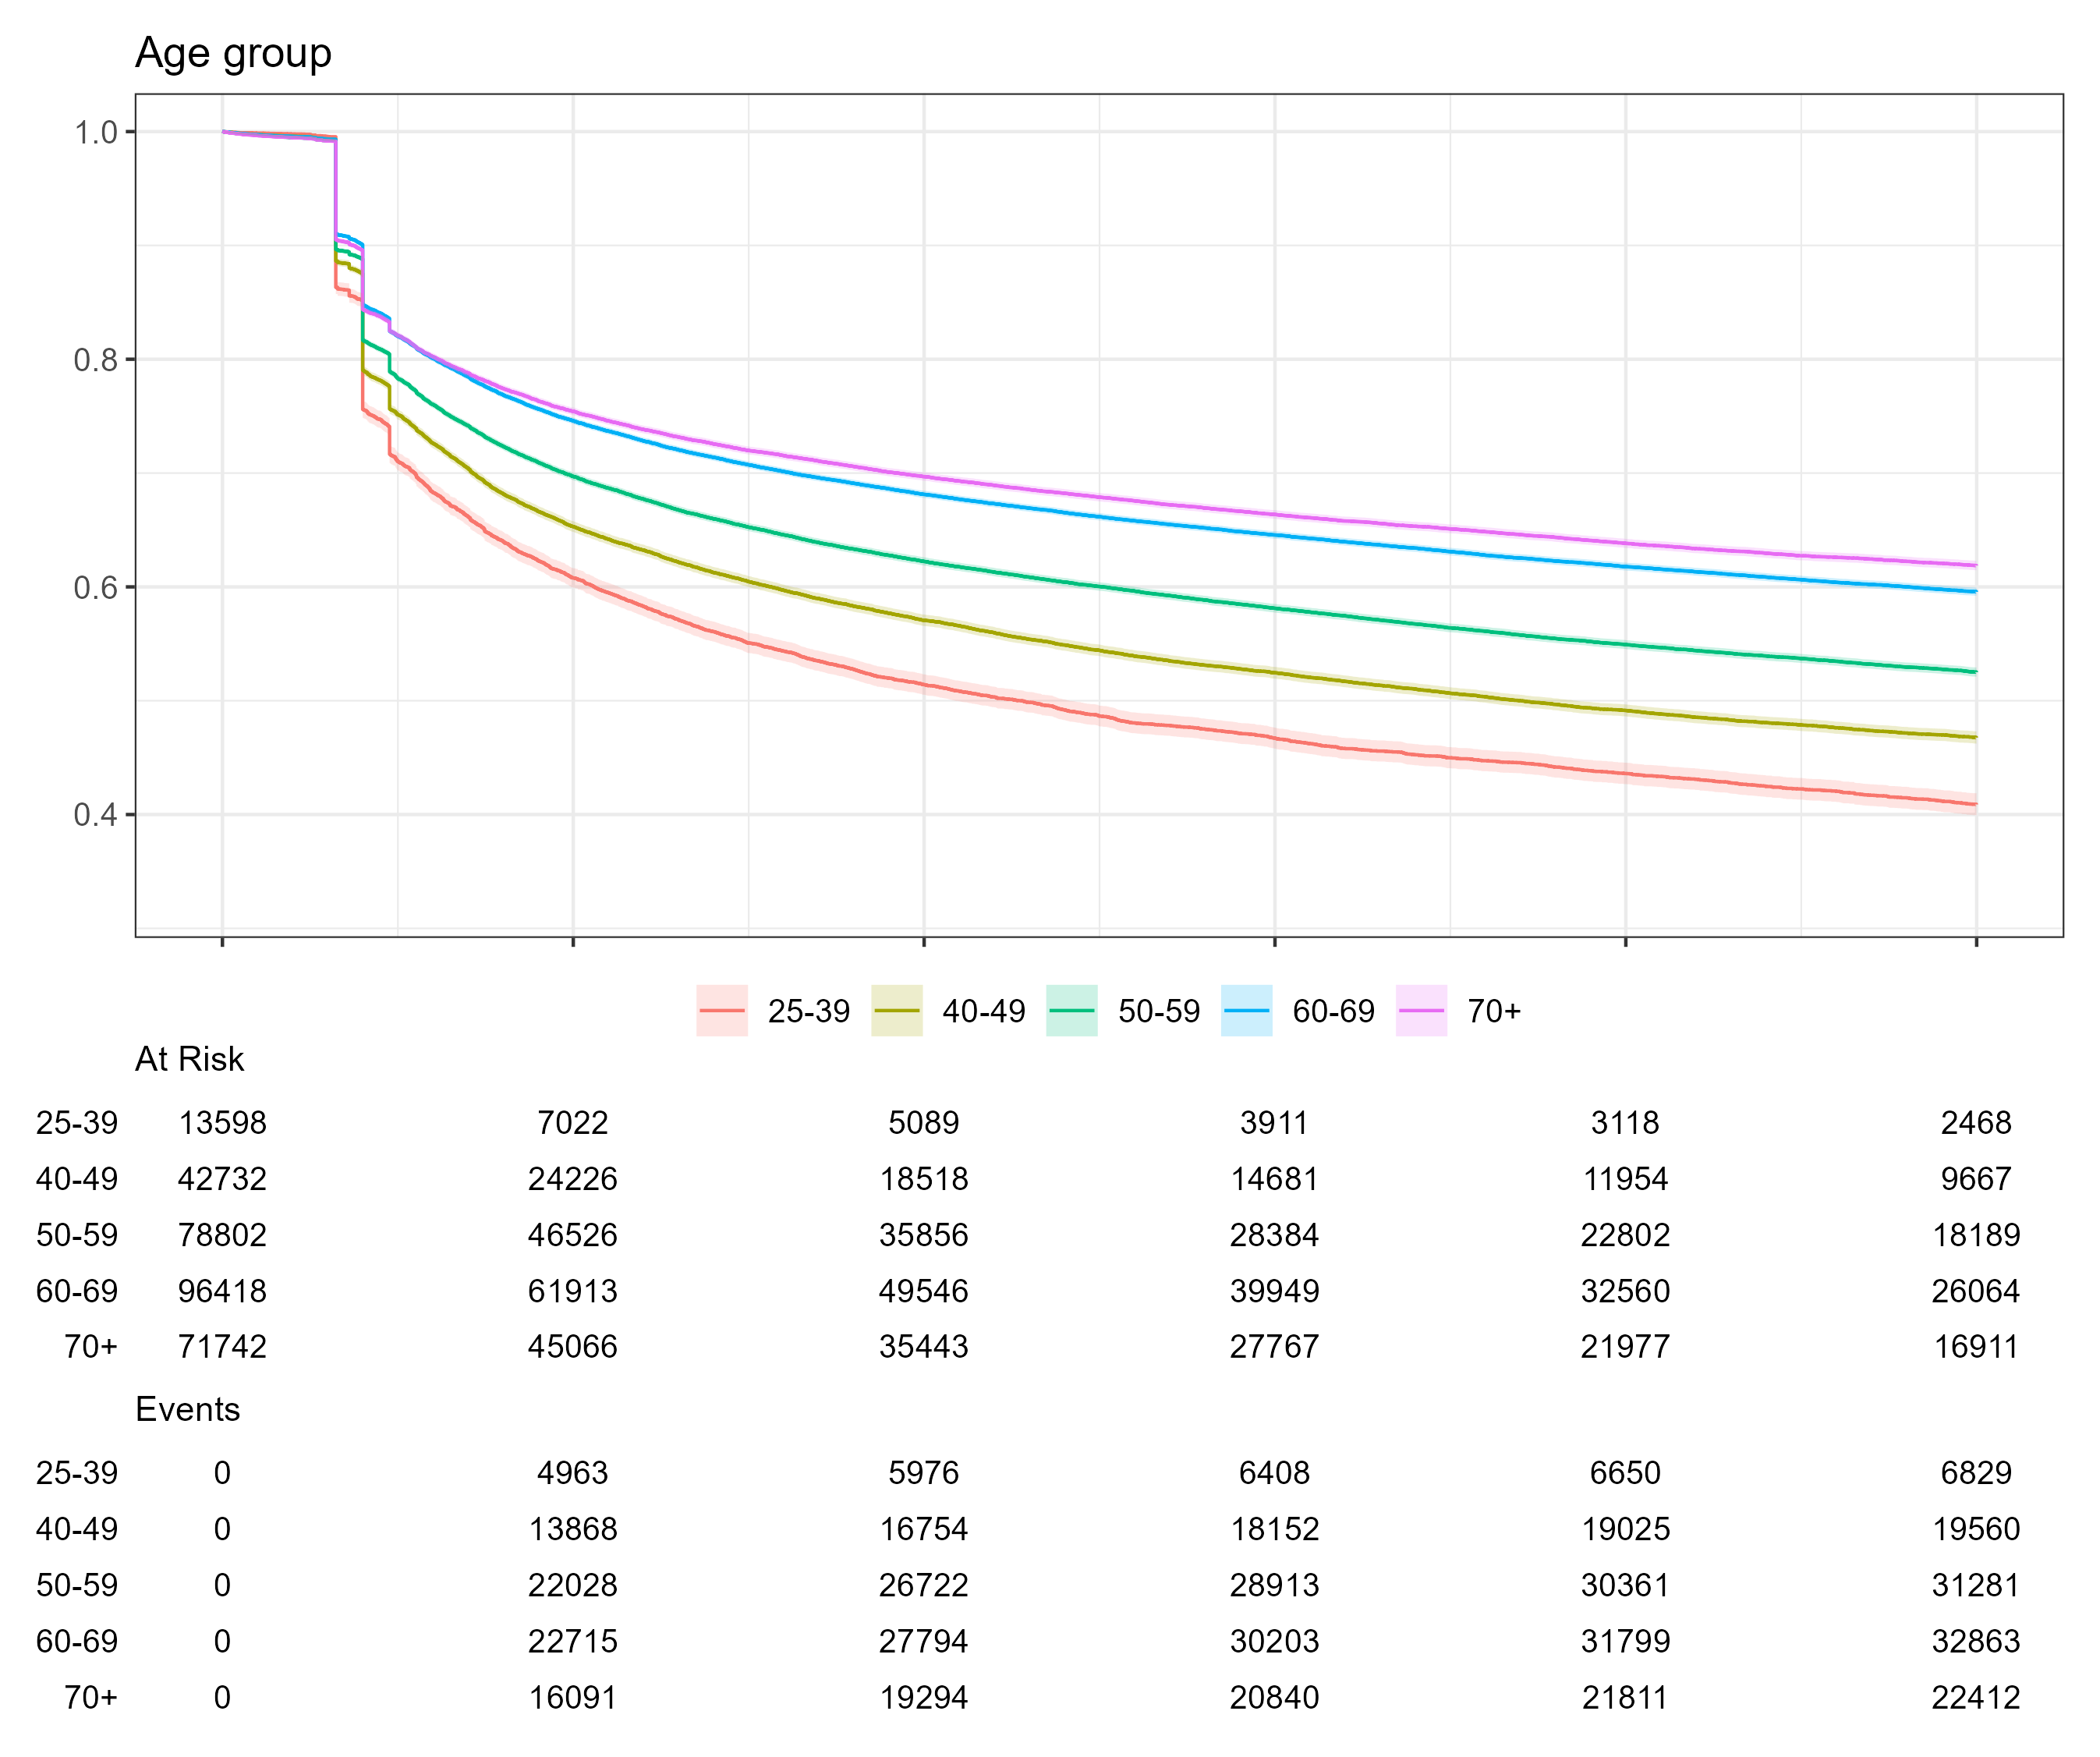 Age group
1.0
0.8
0.6
0.4
25-39 40-49 50-59 60-69 70+
At Risk
25-39 13598 7022 5089 3911 3118 2468
40-49 42732 24226 18518 14681 11954 9667
50-59 78802 46526 35856 28384 22802 18189
60-69 96418 61913 49546 39949 32560 26064
70+ 71742 45066 35443 27767 21977 16911
Events
25-39 0 4963 5976 6408 6650 6829
40-49 0 13868 16754 18152 19025 19560
50-59 0 22028 26722 28913 30361 31281
60-69 0 22715 27794 30203 31799 32863
70+ 0 16091 19294 20840 21811 22412